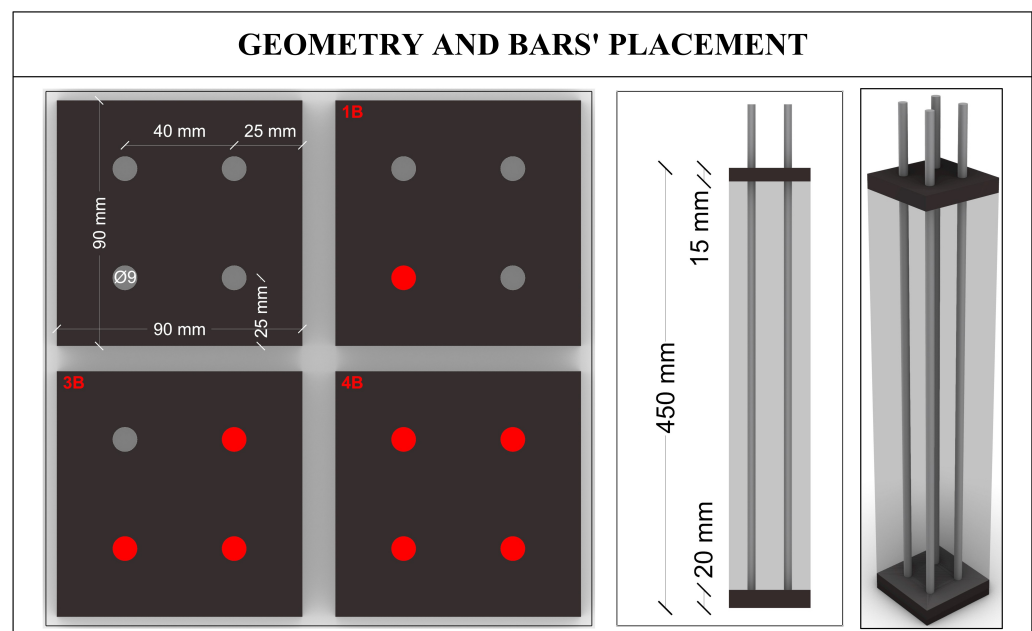 GEOMETRY AND BARS' PLACEMENT
40 mm
25 mm
90 mm
Ø9
25 mm
90 mm
1B
3B
4B
15 mm
450 mm
20 mm